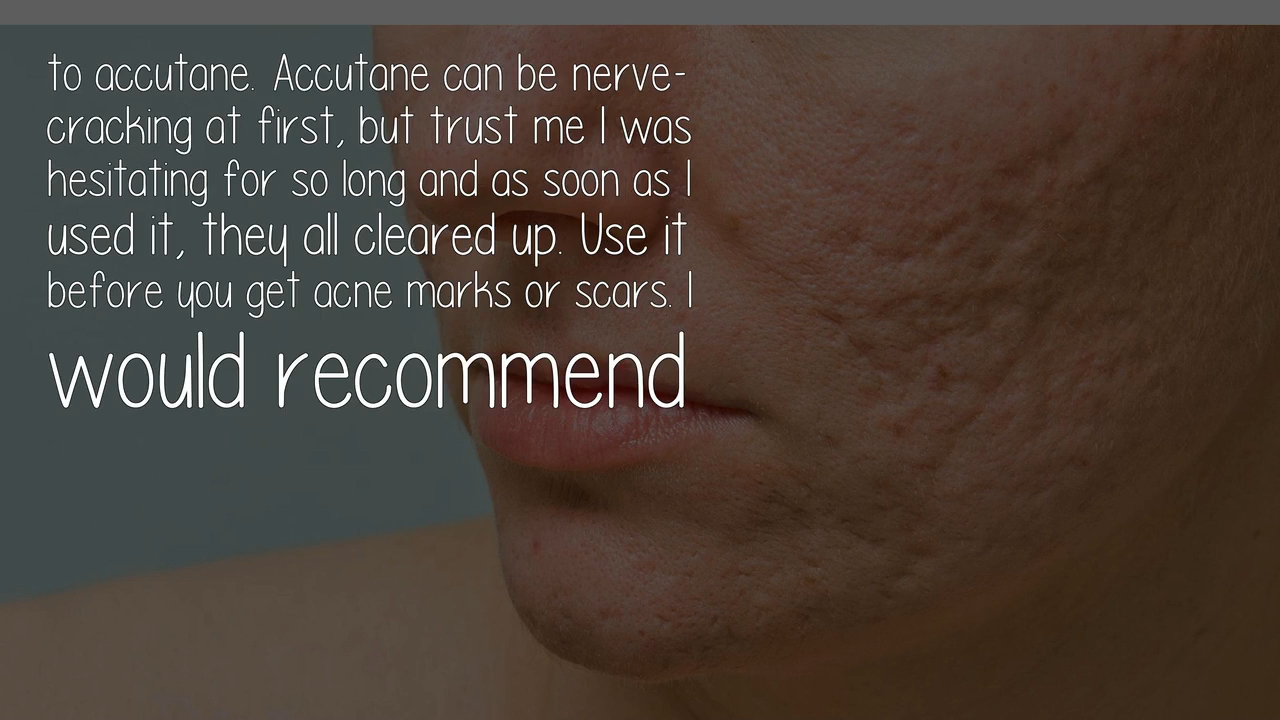 to accutane. Accutane can be nerve-
cracking at first, but trust me I was
hesitating for so long and as soon as I
used it, they all cleared up. Use it
before you get acne marks or scars. I
would recommend